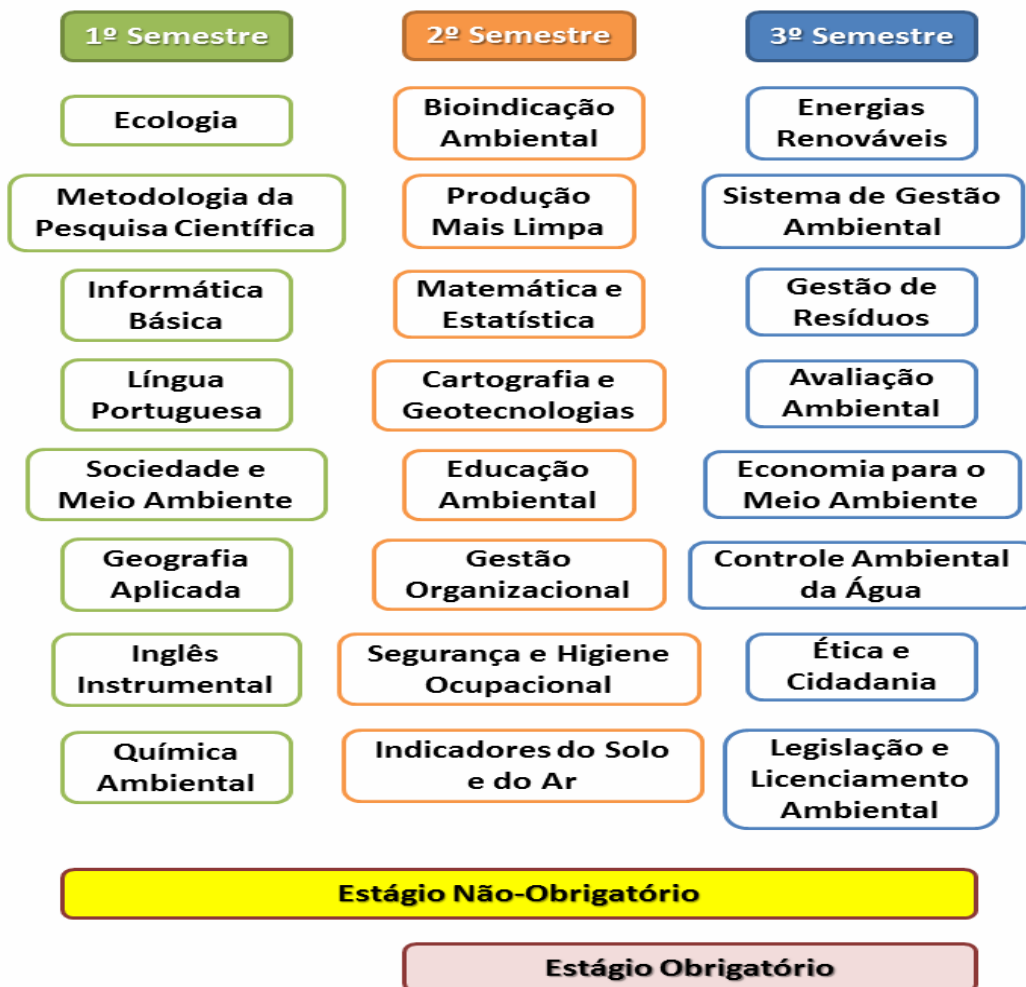 1º Semestre
2º Semestre
3º Semestre
Ecologia
Metodologia da
Pesquisa Científica
Informática
Básica
Língua
Portuguesa
Sociedade e
Meio Ambiente
Geografia
Aplicada
Inglês
Instrumental
Química
Ambiental
Bioindicação
Ambiental
Produção
Mais Limpa
Matemática e
Estatística
Cartografia e
Geotecnologias
Educação
Ambiental
Gestão
Organizacional
Segurança e Higiene
Ocupacional
Indicadores do Solo
e do Ar
Energias
Renováveis
Sistema de Gestão
Ambiental
Gestão de
Resíduos
Avaliação
Ambiental
Economia para o
Meio Ambiente
Controle Ambiental
da Água
Ética e
Cidadania
Legislação e
Licenciamento
Ambiental
Estágio Não-Obrigatório
Estágio Obrigatório